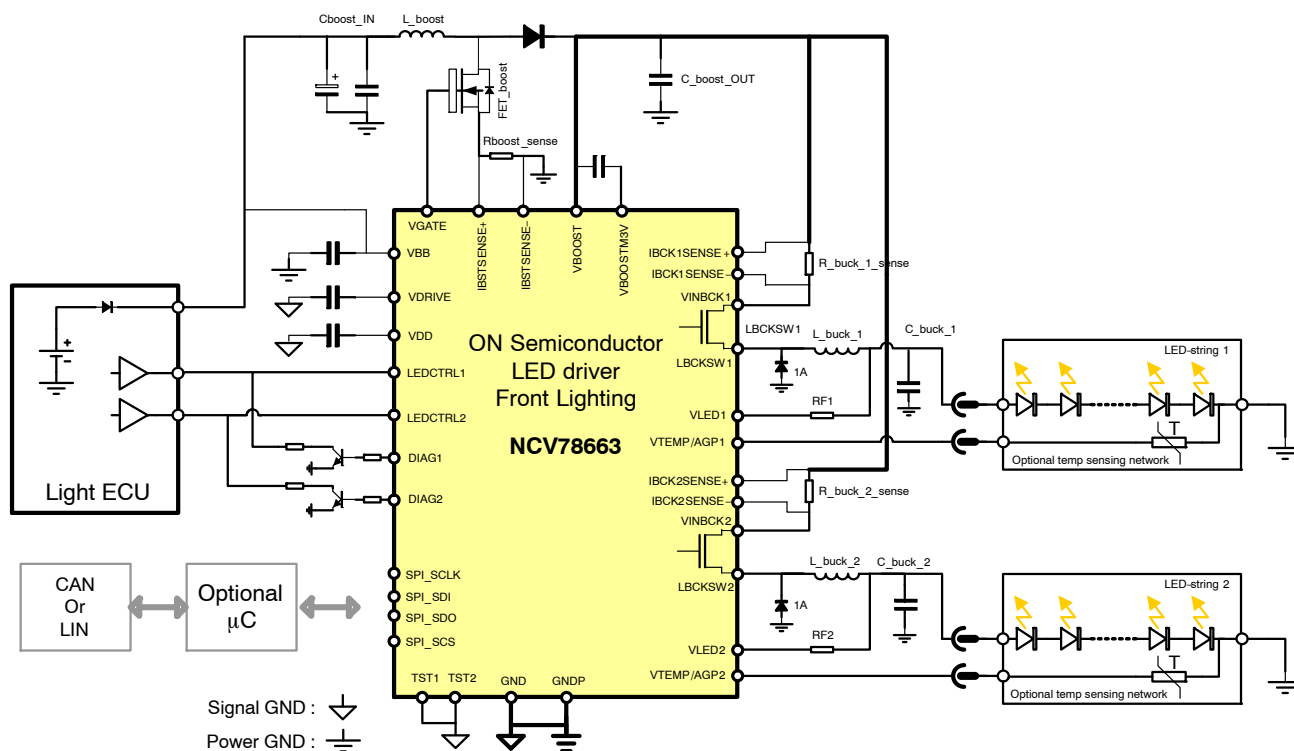 Cboost_IN
L_boost
+
C_boost_OUT
FET_boost
Rboost_sense
VGATE
IBSTSENSE+
IBSTSENSE−
VBOOST
VBOOSTM3V
VBB
VDRIVE
VDD
LEDCTRL1
LEDCTRL2
DIAG1
DIAG2
SPI_SCLK
SPI_SDI
SPI_SDO
SPI_SCS
TST1
TST2
GND
GNDP
ON Semiconductor
LED driver
Front Lighting
NCV78663
IBCK1SENSE+
IBCK1SENSE−
VINBCK1
LBCKSW1
VLED1
VTEMP/AGP1
IBCK2SENSE+
IBCK2SENSE−
VINBCK2
LBCKSW2
VLED2
VTEMP/AGP2
R_buck_1_sense
LBCKSW1
L_buck_1
C_buck_1
1A
RF1
R_buck_2_sense
L_buck_2
C_buck_2
1A
RF2
LED-string 1
T
Optional temp sensing network
LED-string 2
T
Optional temp sensing network
+
−
Light ECU
CAN
Or
LIN
Optional
μC
Signal GND :
Power GND :